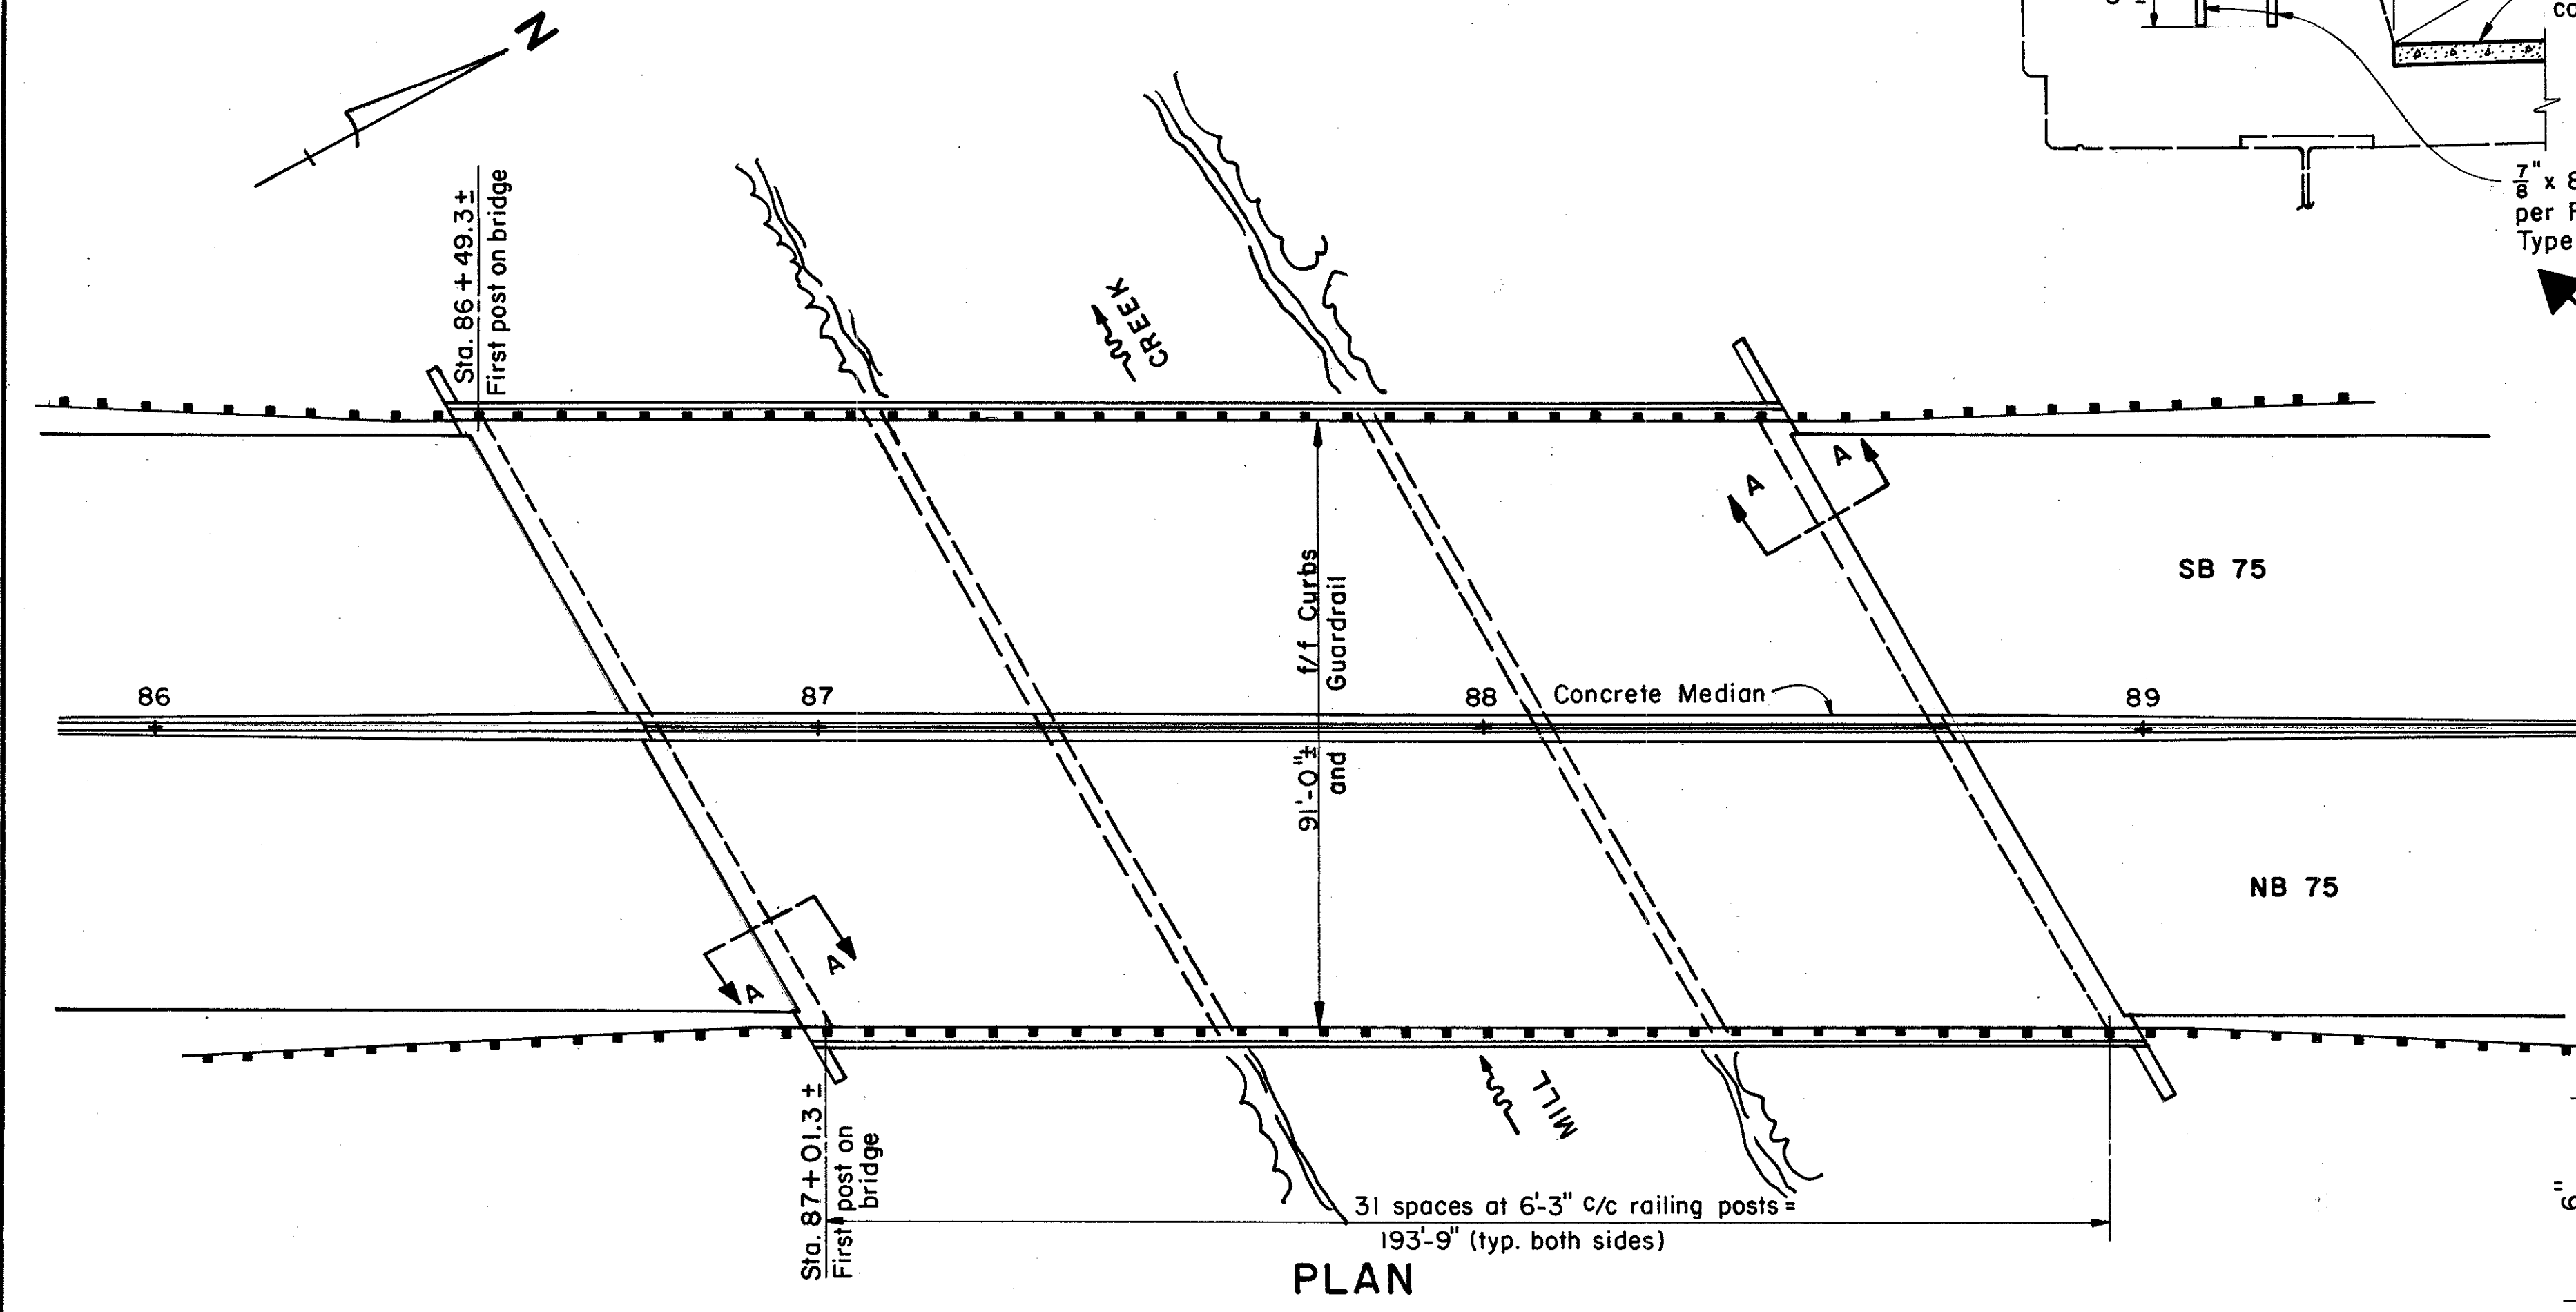 N
co
7/8" x 8
per F
Type
Sta. 86 + 49.3±
First post on bridge
CREEK
A
A
SB 75
f/f Curbs
Guardrail
86
87
88
Concrete Median
89
91'-0"±
and
NB 75
A
A
MILL
Sta. 87+01.3 ±
First post on
bridge
31 spaces at 6'-3" c/c railing posts =
193'-9" (typ. both sides)
PLAN